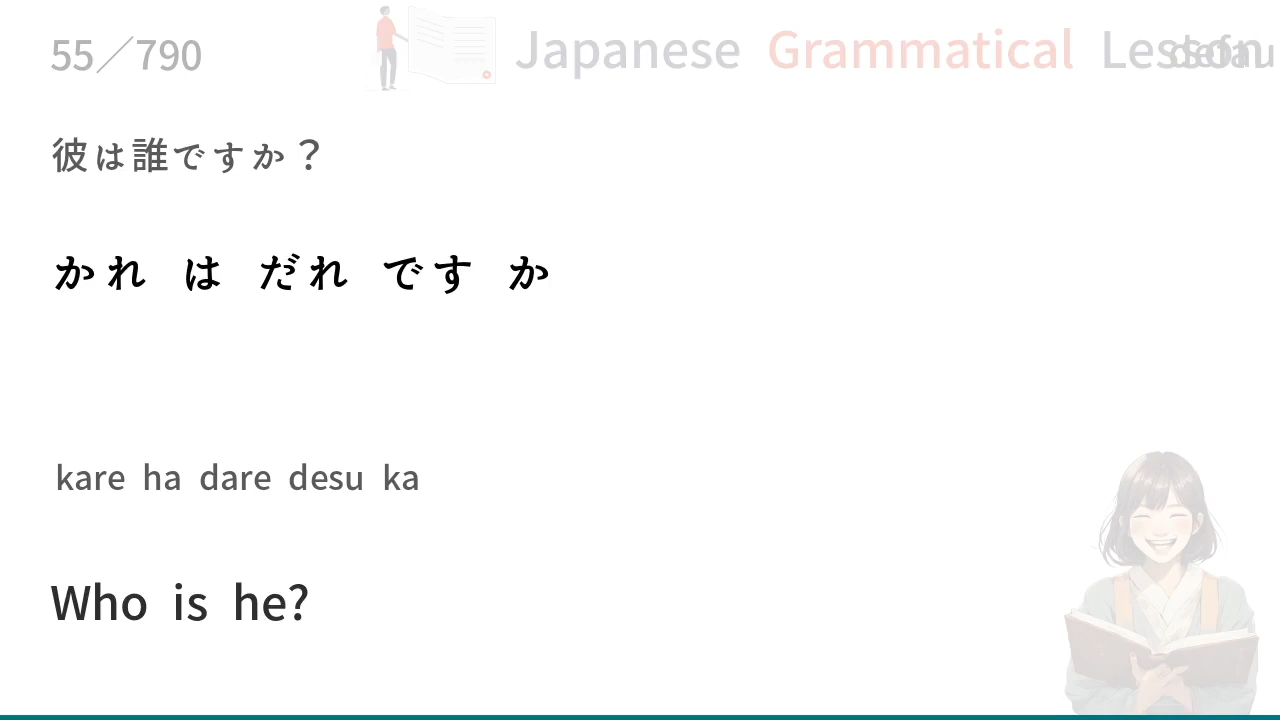 55／790
Japanese Grammatical Lesson
彼は誰ですか？
かれ は だれ です か
kare ha dare desu ka
Who is he?